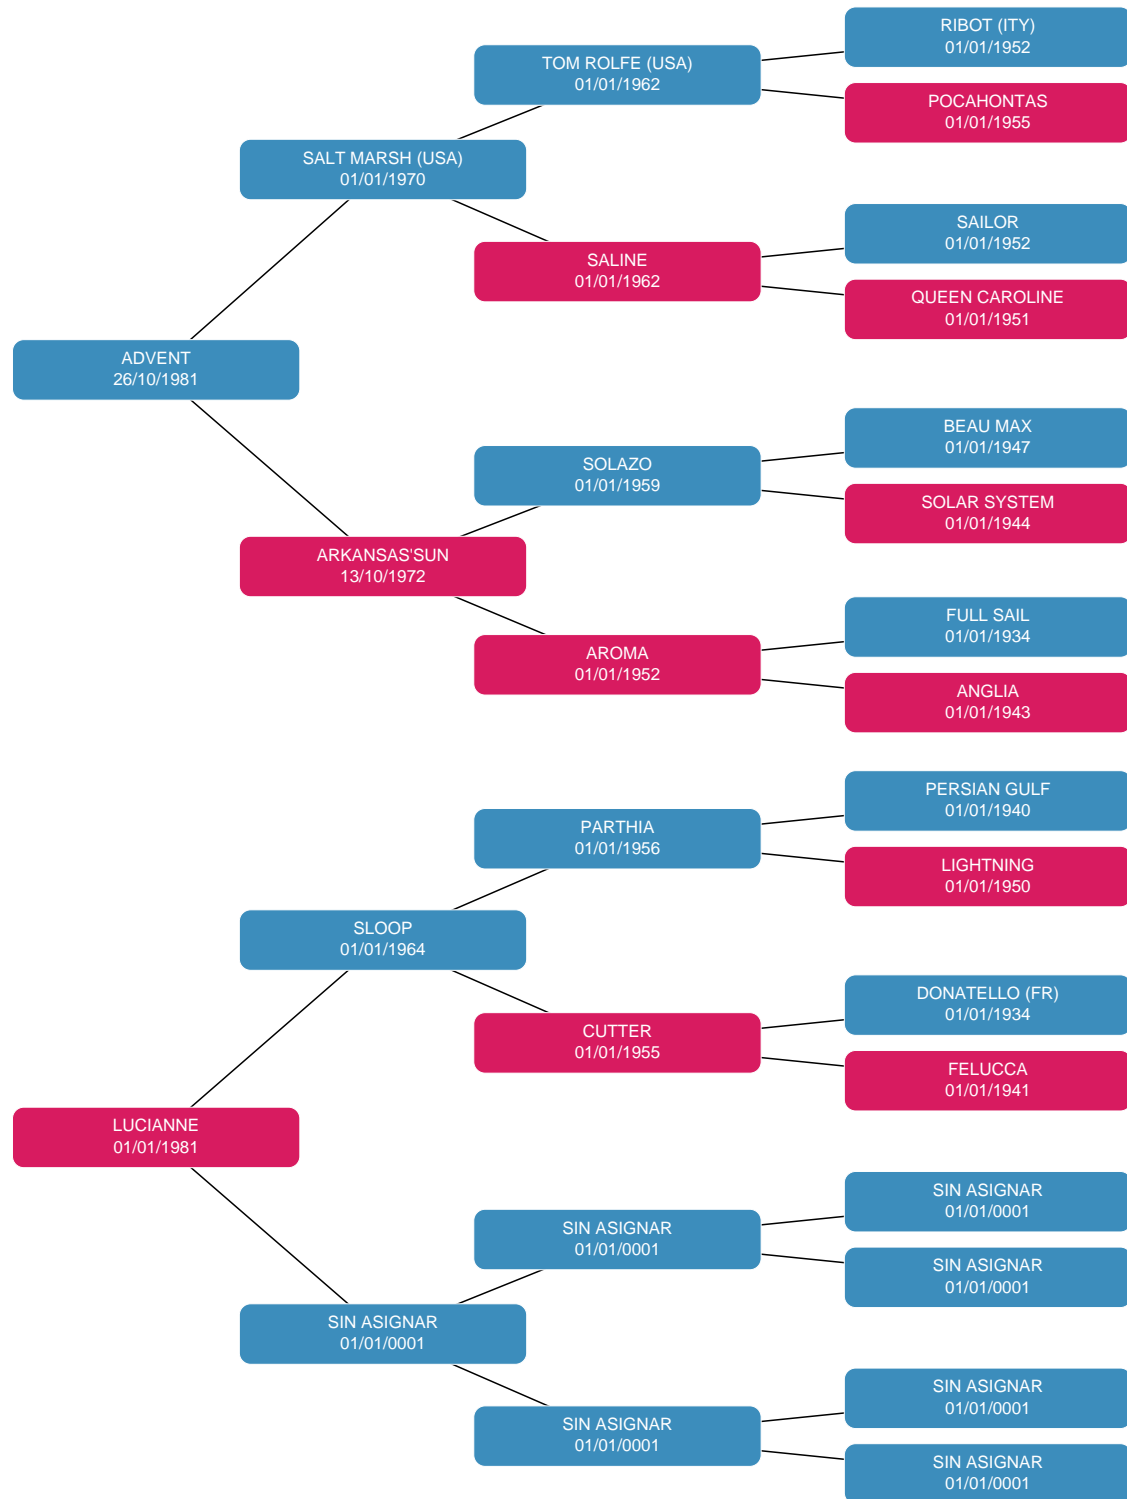 RIBOT (ITY)
01/01/1952
TOM ROLFE (USA)
01/01/1962
POCAHONTAS
01/01/1955
SALT MARSH (USA)
01/01/1970
SAILOR
01/01/1952
SALINE
01/01/1962
QUEEN CAROLINE
01/01/1951
ADVENT
26/10/1981
BEAU MAX
01/01/1947
SOLAZO
01/01/1959
SOLAR SYSTEM
01/01/1944
ARKANSAS'SUN
13/10/1972
FULL SAIL
01/01/1934
AROMA
01/01/1952
ANGLIA
01/01/1943
PERSIAN GULF
01/01/1940
PARTHIA
01/01/1956
LIGHTNING
01/01/1950
SLOOP
01/01/1964
DONATELLO (FR)
01/01/1934
CUTTER
01/01/1955
FELUCCA
01/01/1941
LUCIANNE
01/01/1981
SIN ASIGNAR
01/01/0001
SIN ASIGNAR
01/01/0001
SIN ASIGNAR
01/01/0001
SIN ASIGNAR
01/01/0001
SIN ASIGNAR
01/01/0001
SIN ASIGNAR
01/01/0001
SIN ASIGNAR
01/01/0001